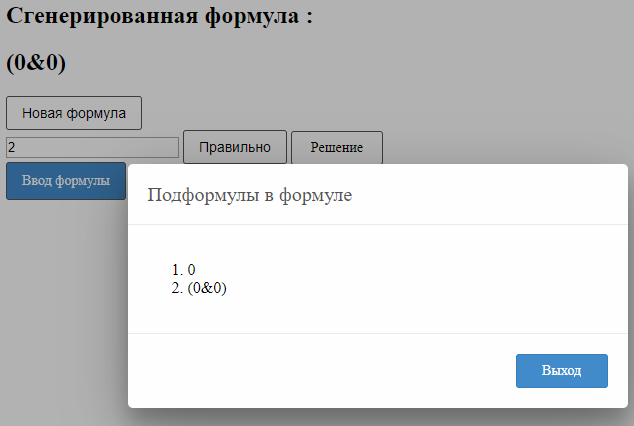 Сгенерированная формула :
(0&0)
Новая формула
2 Правильно Решение
Ввод формулы
Подформулы в формуле
1. 0
2. (0&0)
Выход